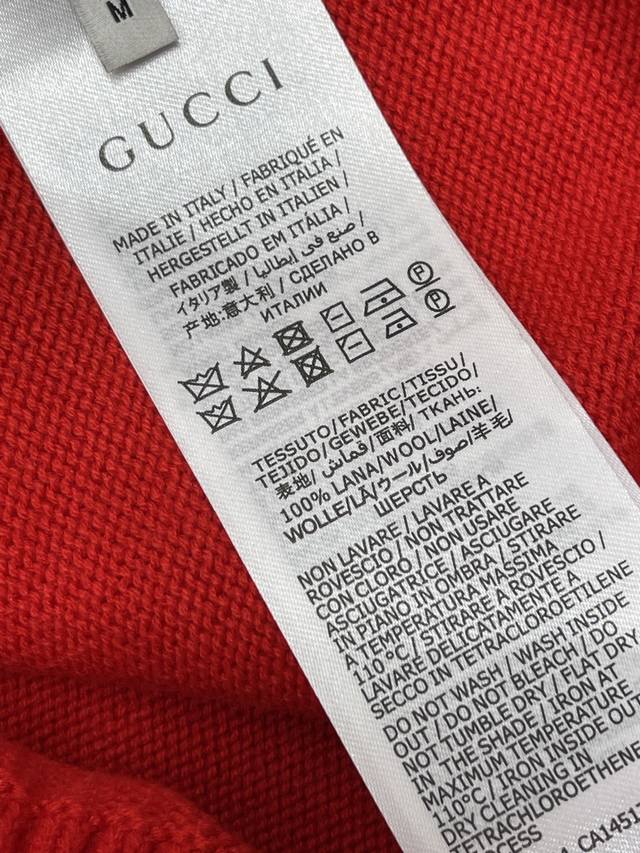 M
GUCCI
MADE IN ITALY / FABRIQUÉ EN
ITALIE / HECHO EN ITALIA /
HERGESTELLT IN ITALIEN /
FABRICADO EM ITÁLIA /
イタリア製 / صنع في إيطاليا /
产地:意大利 / СДЕЛАНО В
ИТАЛИИ
P
P
TESSUTO/FABRIC/TISSU/
TEJIDO/GEWEBE/TECIDO/
表地/ قماش /面料/ ТКАНЬ:
100% LANA/WOOL/LAINE/
WOLLE/LÃ/ウール/صوف/羊毛/
ШЕРСТЬ
NON LAVARE / LAVARE A
ROVESCIO / NON TRATTARE
CON CLORO / NON USARE
ASCIUGATRICE / ASCIUGARE
IN PIANO IN OMBRA / STIRARE
A TEMPERATURA MASSIMA
110°C / STIRARE A ROVESCIO /
LAVARE DELICATAMENTE A
SECCO IN TETRACLOROETILENE
DO NOT WASH / WASH INSIDE
OUT / DO NOT BLEACH / DO
NOT TUMBLE DRY / FLAT DRY
IN THE SHADE / IRON AT
MAXIMUM TEMPERATURE
110°C / IRON INSIDE OUT
DRY CLEANING IN
TETRACHLOROETHENE
CA1451